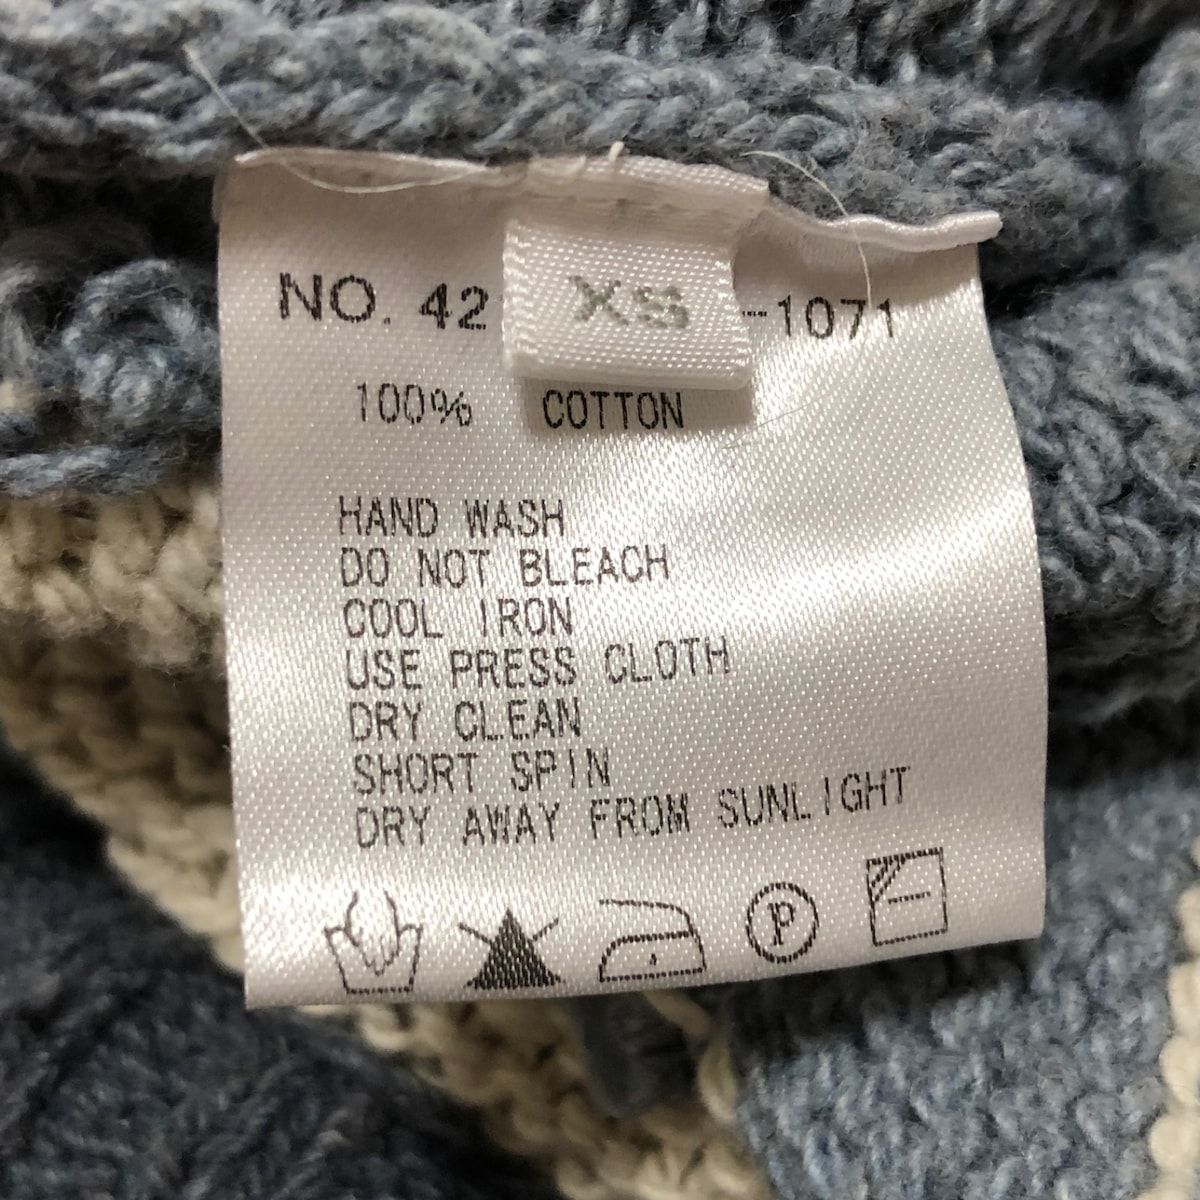 NO. 42 XS -1071
100% COTTON
HAND WASH
DO NOT BLEACH
COOL IRON
USE PRESS CLOTH
DRY CLEAN
SHORT SPIN
DRY AWAY FROM SUNLIGHT
P